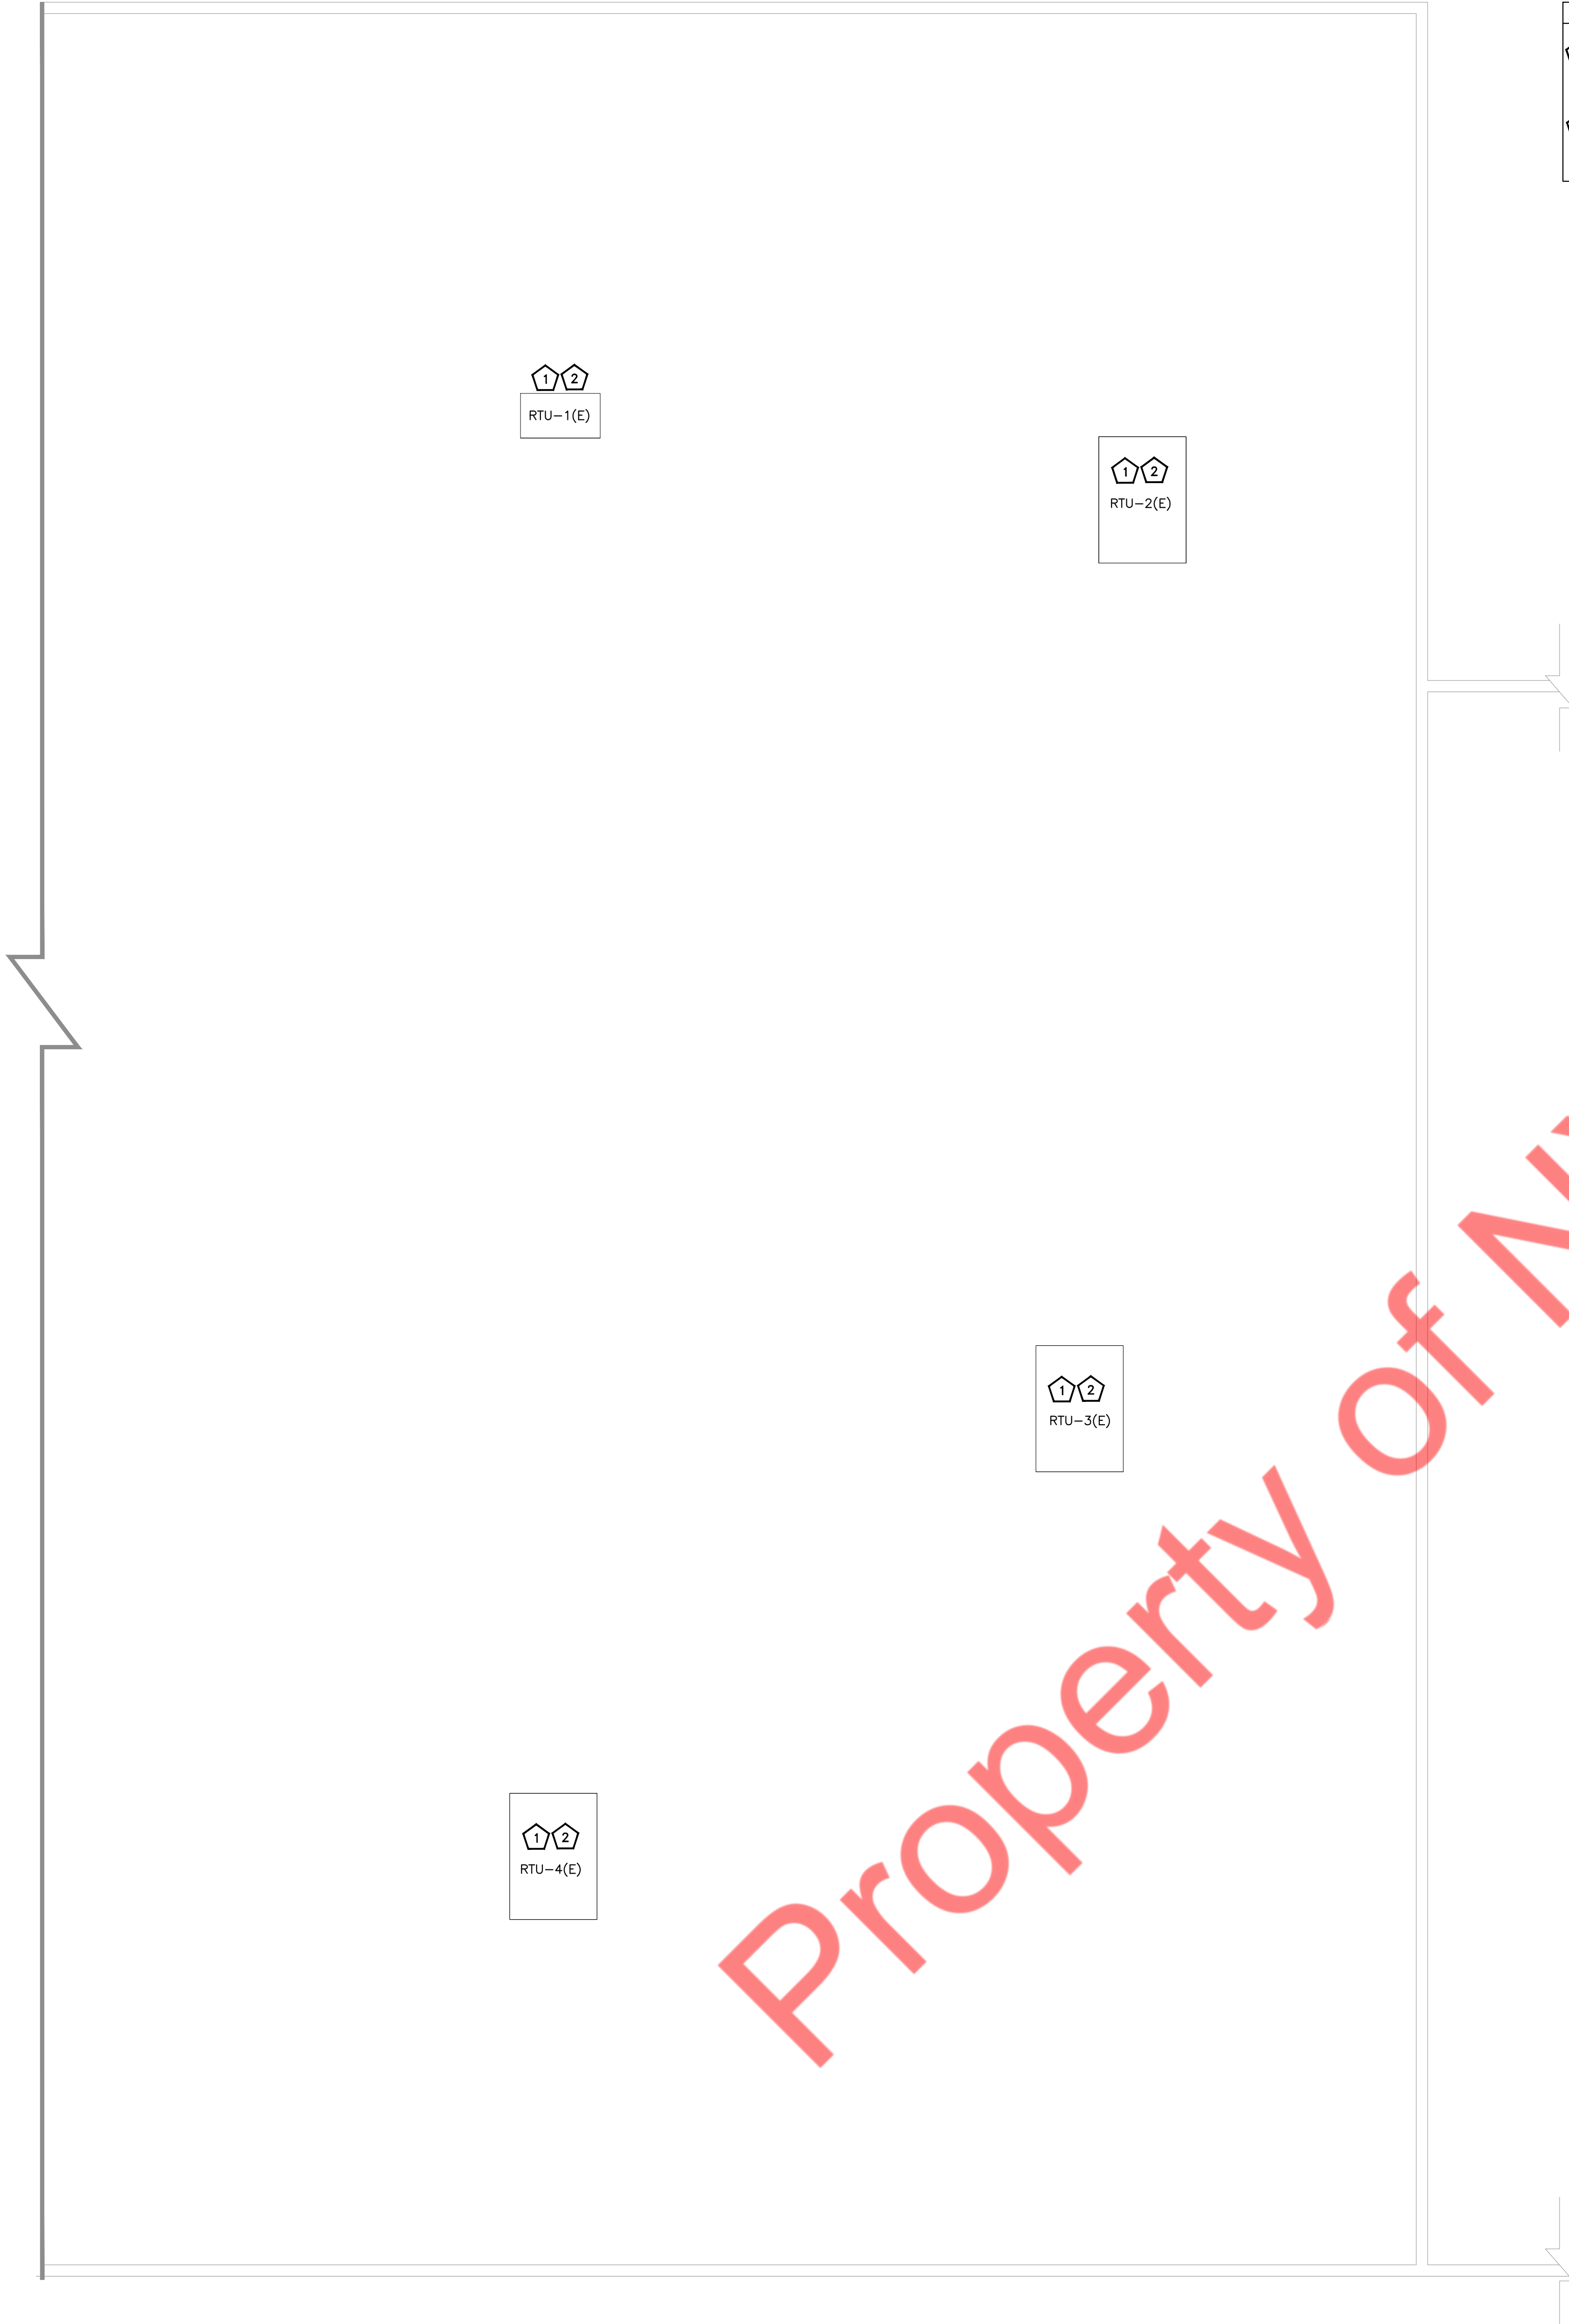 1 2
RTU-1(E)
1 2
RTU-2(E)
1 2
RTU-3(E)
1 2
RTU-4(E)
Property of